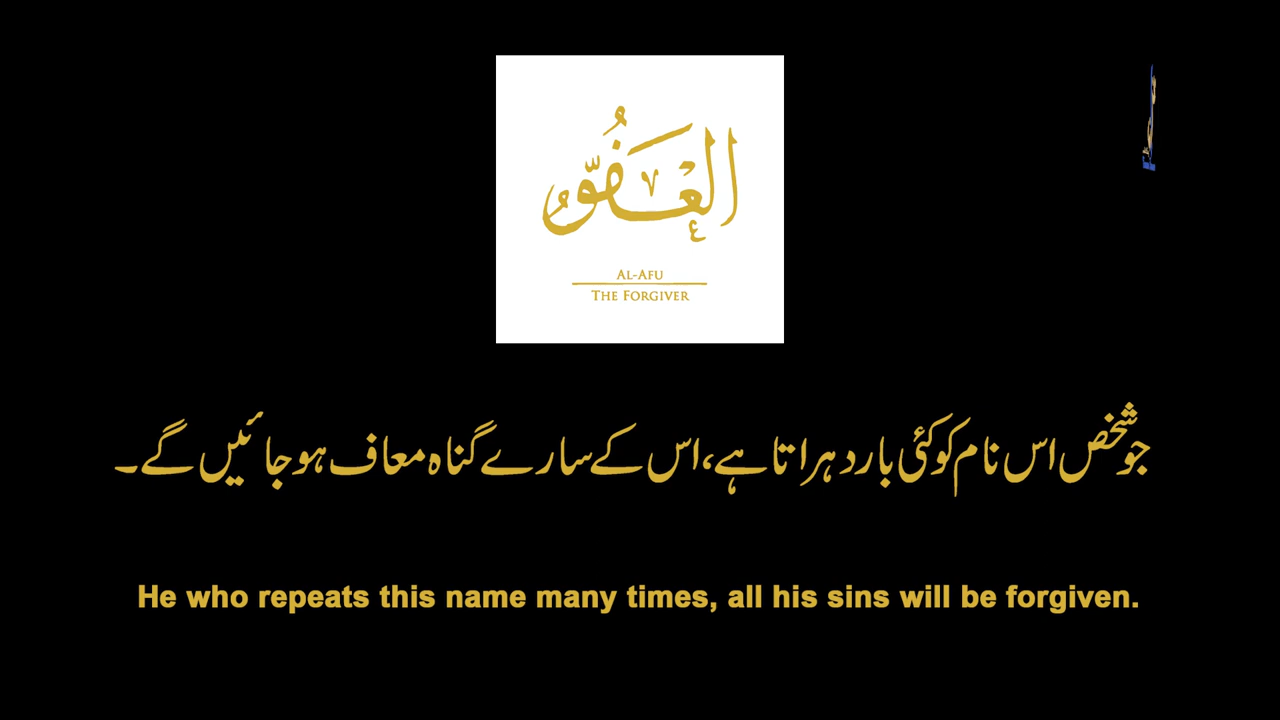 العَفُوُّ
AL-AFU
THE FORGIVER
جو شخص اس نام کو کئی بار دہراتا ہے، اس کے سارے گناہ معاف ہو جائیں گے۔
He who repeats this name many times, all his sins will be forgiven.